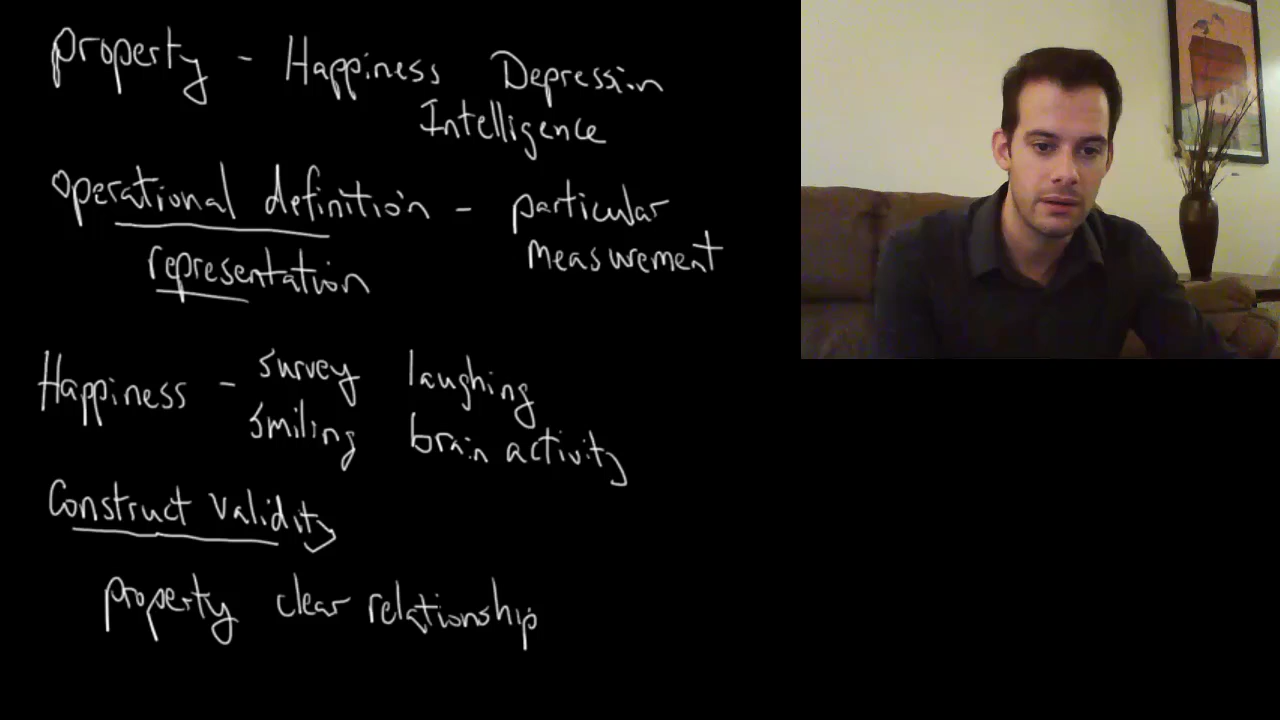 property - Happiness Depression
Intelligence
Operational definition - particular
measurement
representation
Happiness - survey laughing
smiling brain activity
Construct validity
property clear relationship